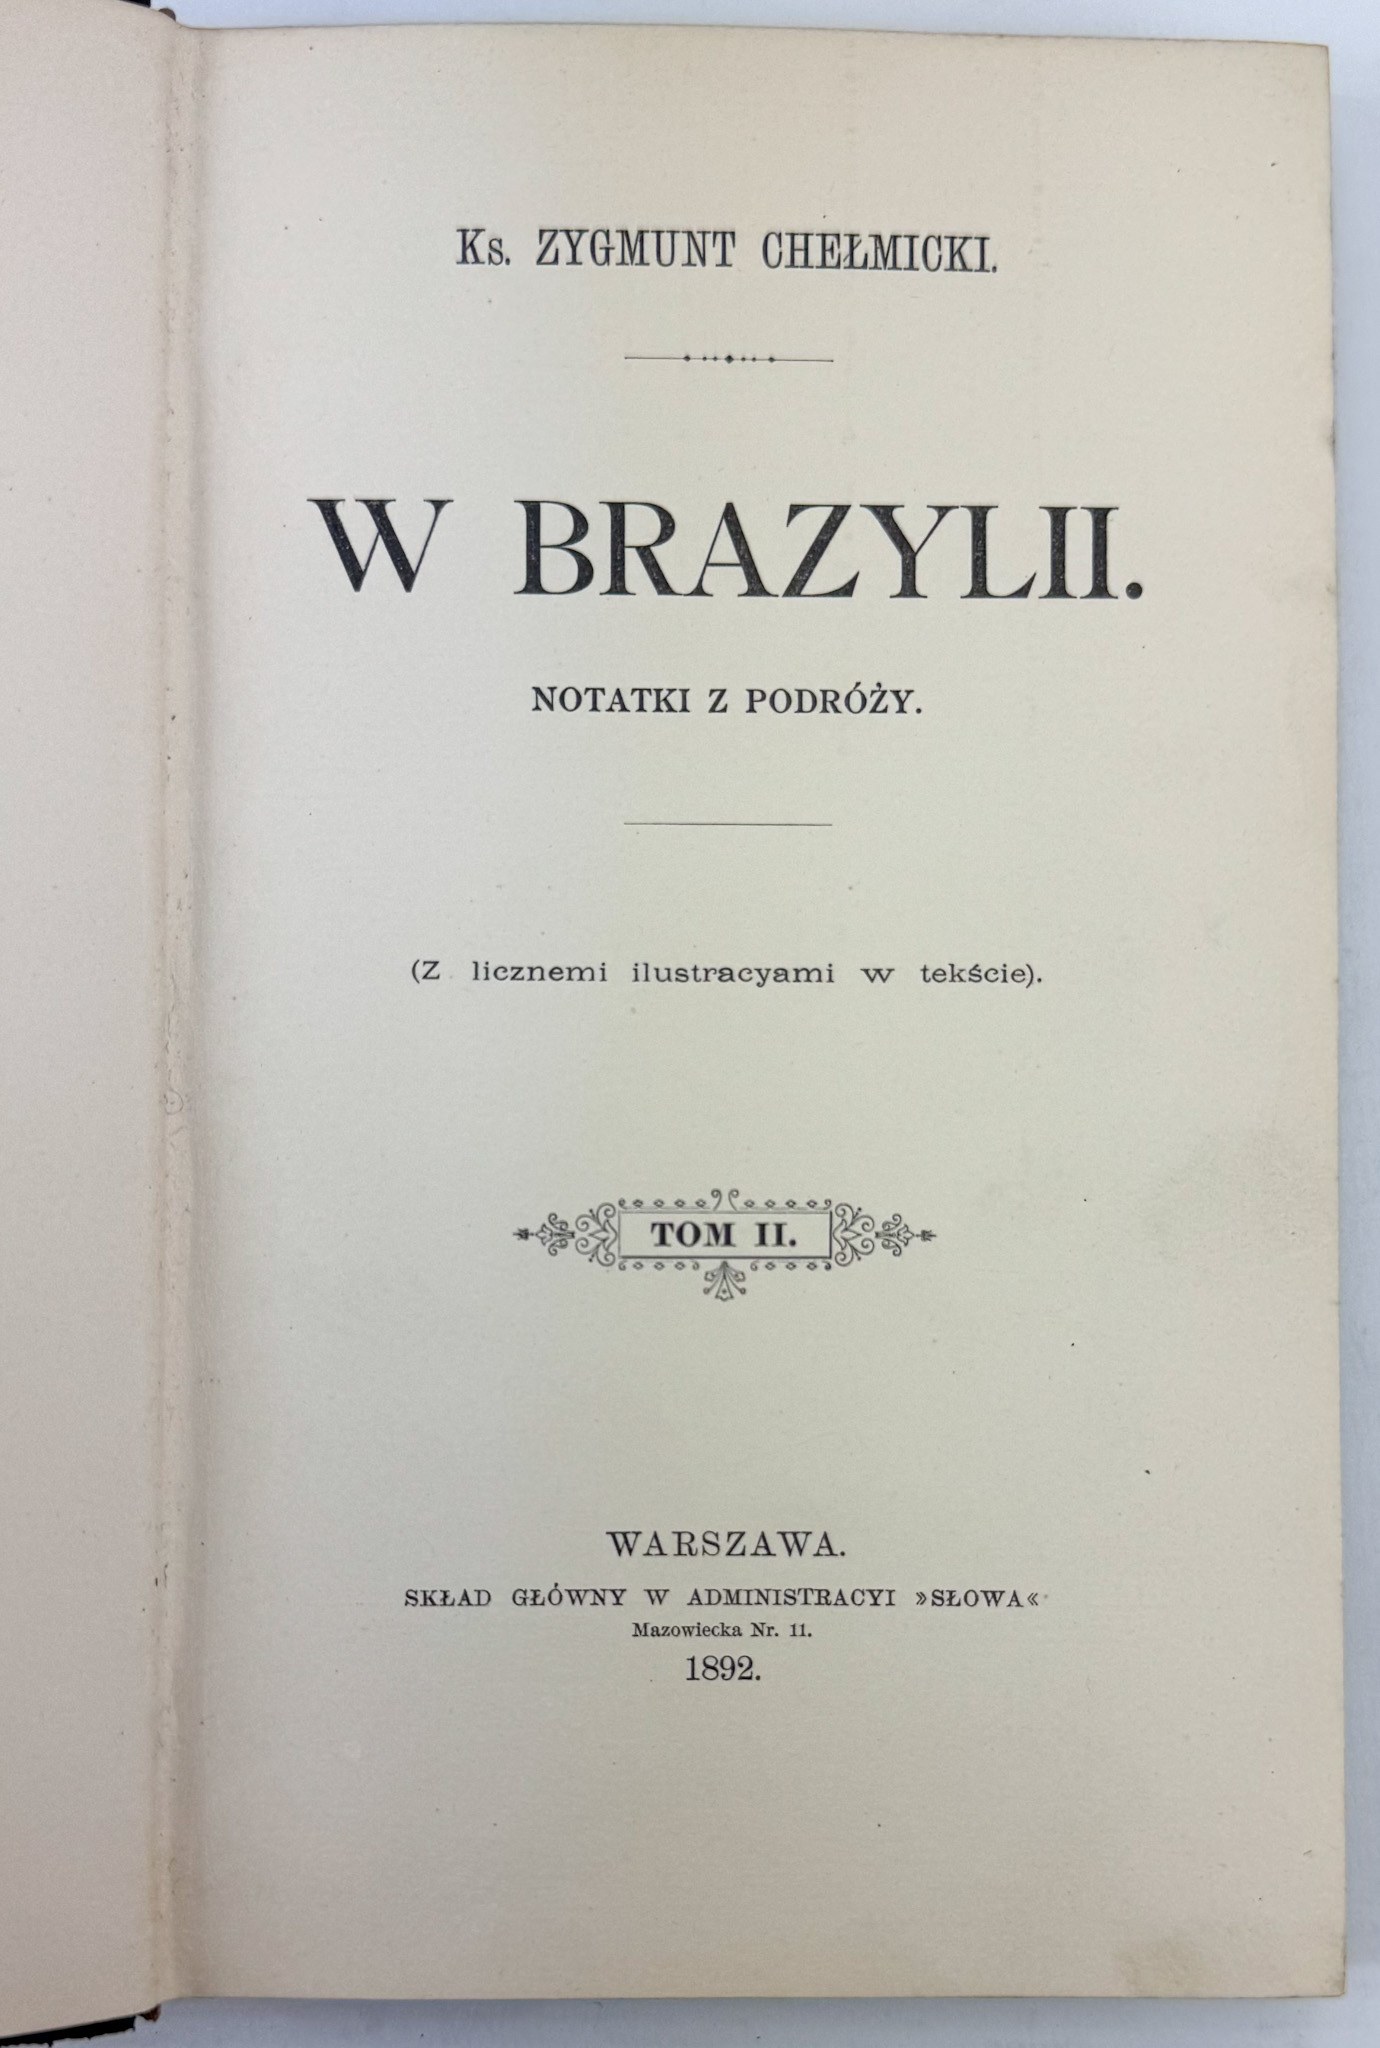 Ks. ZYGMUNT CHEŁMICKI.
W BRAZYLII.
NOTATKI Z PODRÓŻY.
(Z licznemi ilustracyami w tekście).
TOM II.
WARSZAWA.
SKŁAD GŁÓWNY W ADMINISTRACYI »SŁOWA«
Mazowiecka Nr. 11.
1892.